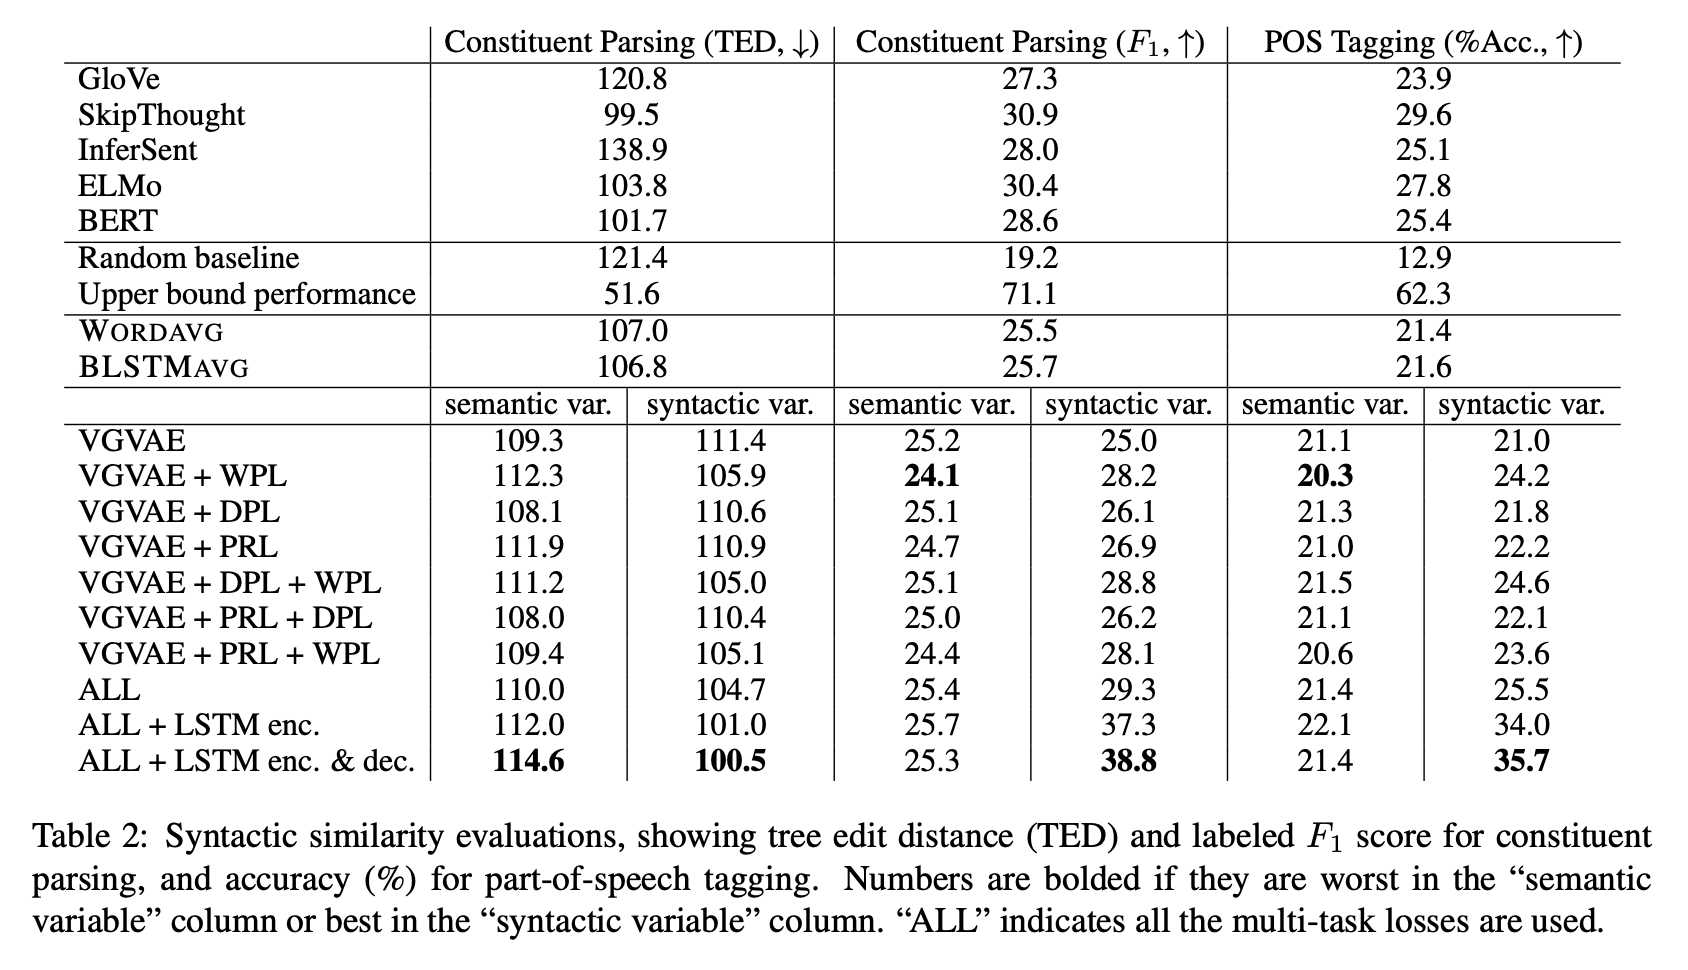 Constituent Parsing (TED, ↓) Constituent Parsing (F1, ↑) POS Tagging (%Acc., ↑)
GloVe 120.8 27.3 23.9
SkipThought 99.5 30.9 29.6
InferSent 138.9 28.0 25.1
ELMo 103.8 30.4 27.8
BERT 101.7 28.6 25.4
Random baseline 121.4 19.2 12.9
Upper bound performance 51.6 71.1 62.3
WORDAVG 107.0 25.5 21.4
BLSTMAVG 106.8 25.7 21.6
semantic var. syntactic var. semantic var. syntactic var. semantic var. syntactic var.
VGVAE 109.3 111.4 25.2 25.0 21.1 21.0
VGVAE + WPL 112.3 105.9 24.1 28.2 20.3 24.2
VGVAE + DPL 108.1 110.6 25.1 26.1 21.3 21.8
VGVAE + PRL 111.9 110.9 24.7 26.9 21.0 22.2
VGVAE + DPL + WPL 111.2 105.0 25.1 28.8 21.5 24.6
VGVAE + PRL + DPL 108.0 110.4 25.0 26.2 21.1 22.1
VGVAE + PRL + WPL 109.4 105.1 24.4 28.1 20.6 23.6
ALL 110.0 104.7 25.4 29.3 21.4 25.5
ALL + LSTM enc. 112.0 101.0 25.7 37.3 22.1 34.0
ALL + LSTM enc. & dec. 114.6 100.5 25.3 38.8 21.4 35.7
Table 2: Syntactic similarity evaluations, showing tree edit distance (TED) and labeled F1 score for constituent
parsing, and accuracy (%) for part-of-speech tagging. Numbers are bolded if they are worst in the “semantic
variable” column or best in the “syntactic variable” column. “ALL” indicates all the multi-task losses are used.